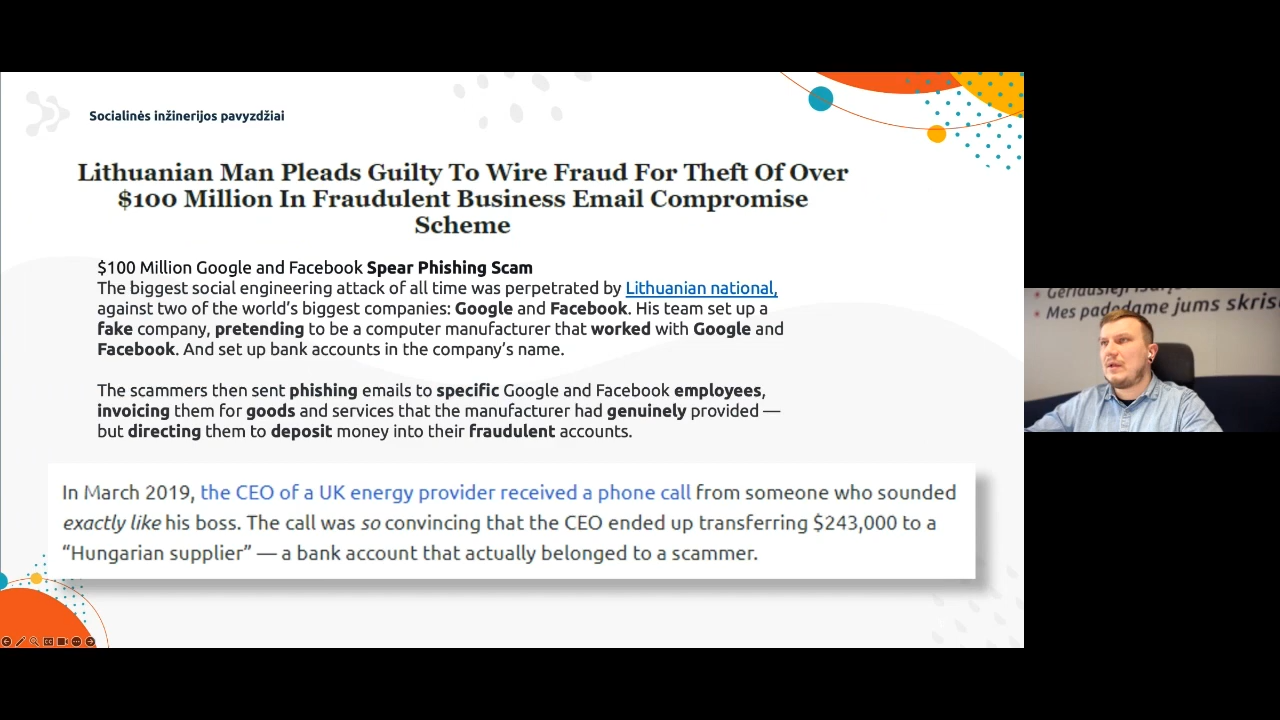 Socialinės inžinerijos pavyzdžiai
Lithuanian Man Pleads Guilty To Wire Fraud For Theft Of Over
$100 Million In Fraudulent Business Email Compromise
Scheme
$100 Million Google and Facebook Spear Phishing Scam
The biggest social engineering attack of all time was perpetrated by Lithuanian national,
against two of the world's biggest companies: Google and Facebook. His team set up a
fake company, pretending to be a computer manufacturer that worked with Google and
Facebook. And set up bank accounts in the company's name.
The scammers then sent phishing emails to specific Google and Facebook employees,
invoicing them for goods and services that the manufacturer had genuinely provided —
but directing them to deposit money into their fraudulent accounts.
In March 2019, the CEO of a UK energy provider received a phone call from someone who sounded
exactly like his boss. The call was so convincing that the CEO ended up transferring $243,000 to a
“Hungarian supplier” — a bank account that actually belonged to a scammer.
* Mes padedame jums